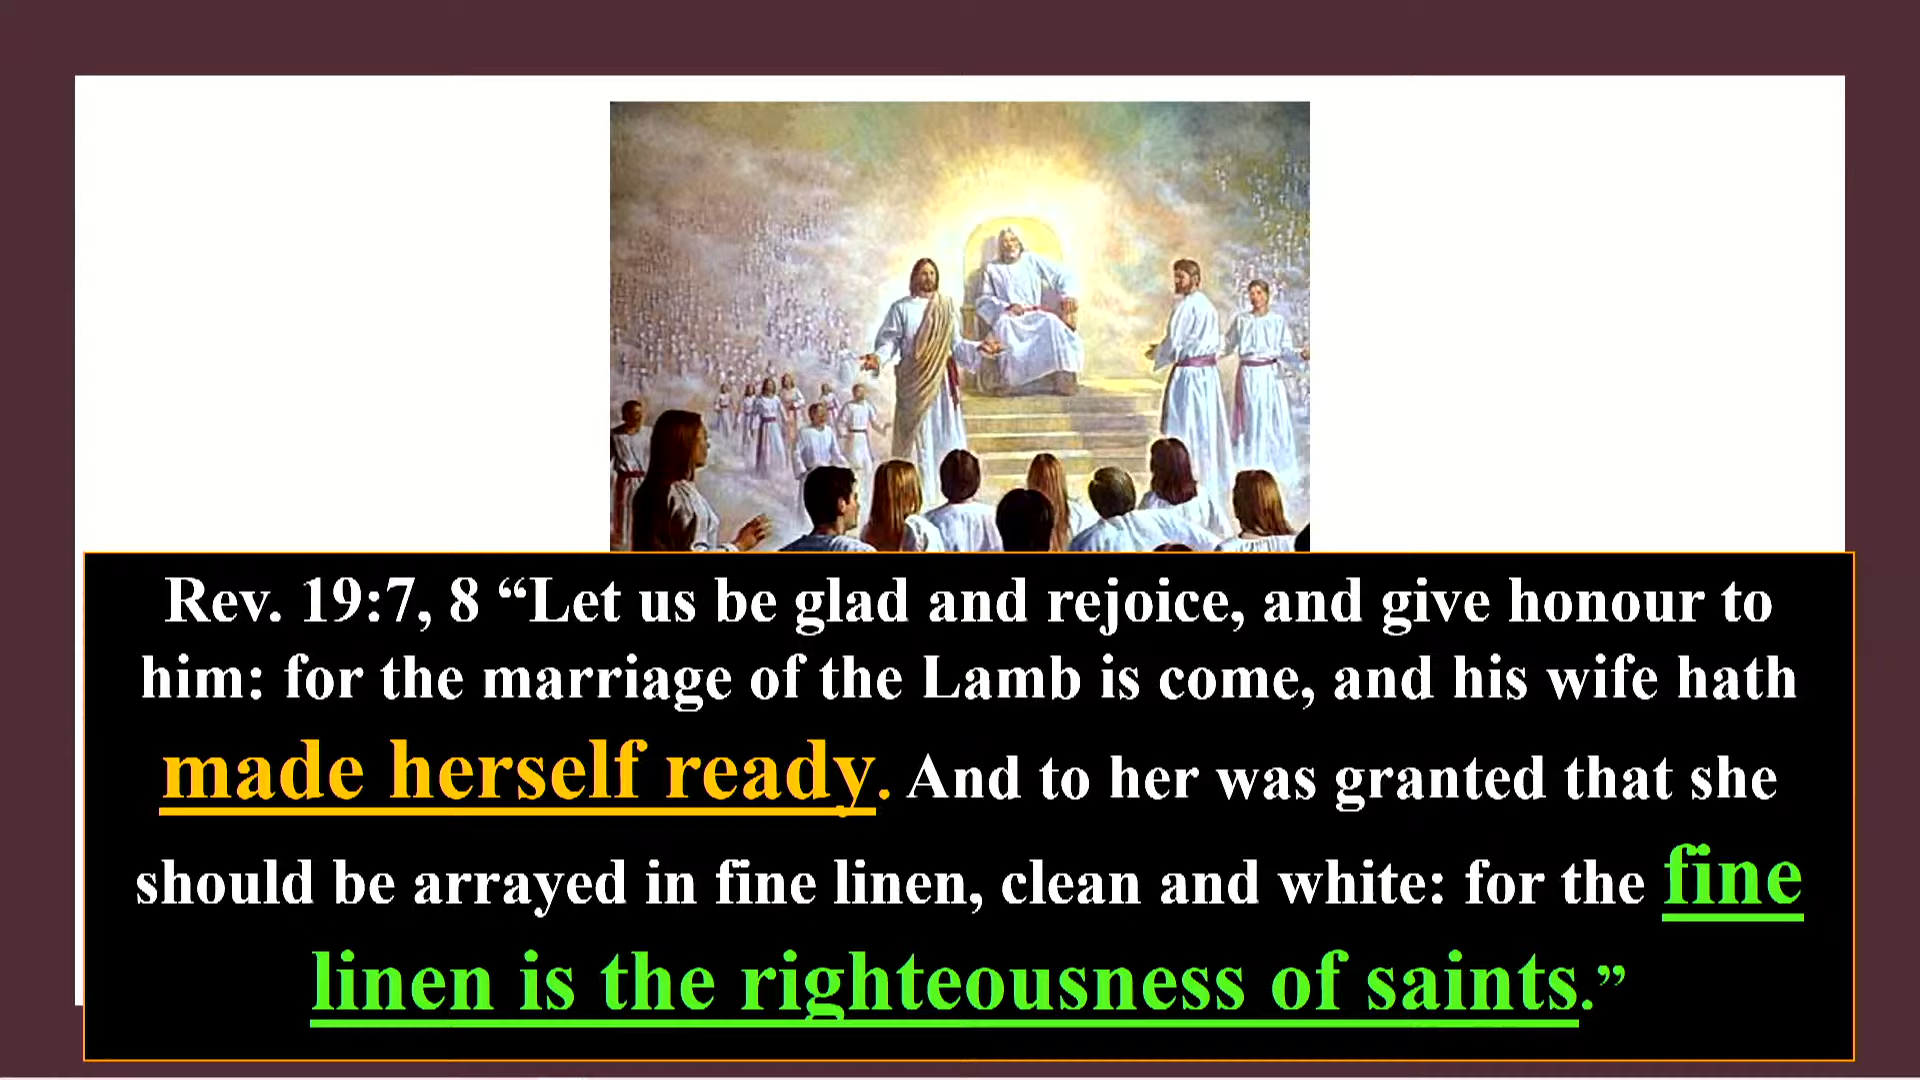 Rev. 19:7, 8 “Let us be glad and rejoice, and give honour to
him: for the marriage of the Lamb is come, and his wife hath
made herself ready. And to her was granted that she
should be arrayed in fine linen, clean and white: for the fine
linen is the righteousness of saints.”